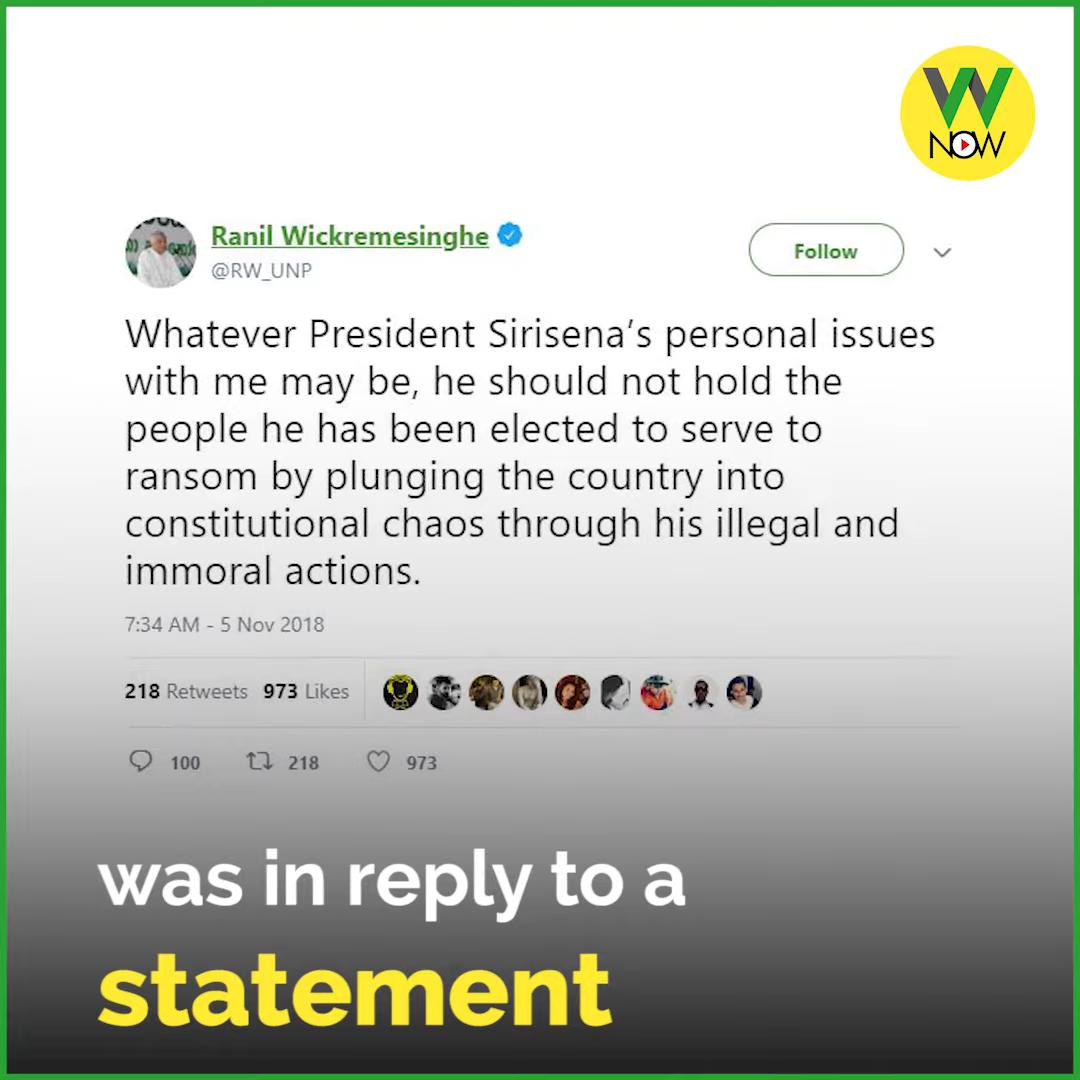 W
NOW
Ranil Wickremesinghe
@RW_UNP
Follow
Whatever President Sirisena’s personal issues
with me may be, he should not hold the
people he has been elected to serve to
ransom by plunging the country into
constitutional chaos through his illegal and
immoral actions.
7:34 AM - 5 Nov 2018
218 Retweets 973 Likes
100 218 973
was in reply to a
statement